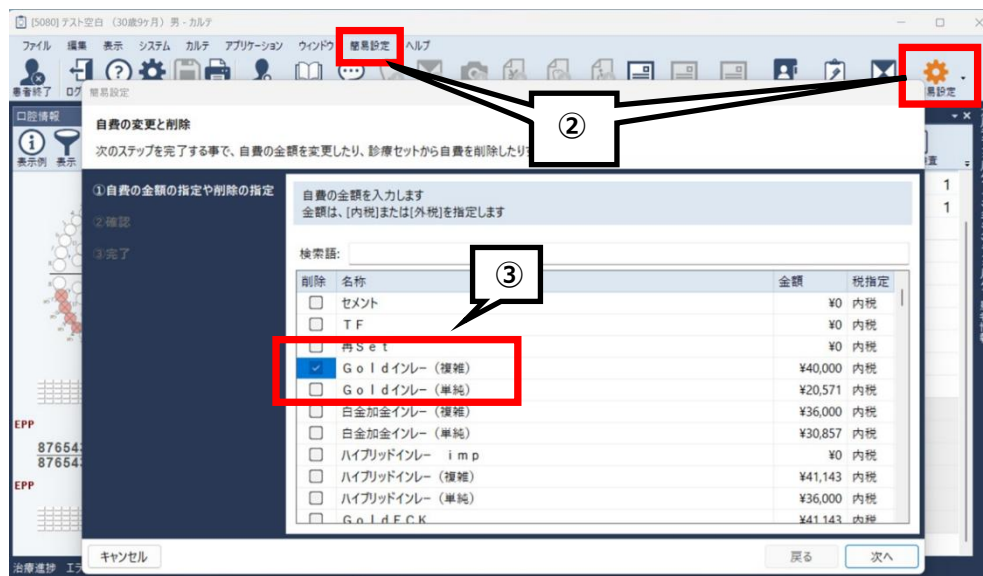 [5080] テスト空白 （30歳9ヶ月）男 - カルテ
ファイル 編集 表示 システム カルテ アプリケーション ウィンドウ 簡易設定 ヘルプ
患者終了 ログ 簡易設定 易設定
②
口腔情報
自費の変更と削除
次のステップを完了する事で、自費の金額を変更したり、診療セットから自費を削除したり
表示例 表示
①自費の金額の指定や削除の指定
②確認
③完了
自費の金額を入力します
金額は、[内税]または[外税]を指定します
1
1
検索語:
③
削除 名称 金額 税指定
セメント ¥0 内税
ＴＦ ¥0 内税
再Ｓｅｔ ¥0 内税
Ｇｏｌｄインレー（複雑） ¥40,000 内税
Ｇｏｌｄインレー（単純） ¥20,571 内税
白金加金インレー（複雑） ¥36,000 内税
白金加金インレー（単純） ¥30,857 内税
ハイブリッドインレー　ｉｍｐ ¥0 内税
ハイブリッドインレー（複雑） ¥41,143 内税
ハイブリッドインレー（単純） ¥36,000 内税
ＧｏｌｄＦＣＫ ¥41,143 内税
EPP
87654
87654
EPP
キャンセル 戻る 次へ
治療進捗